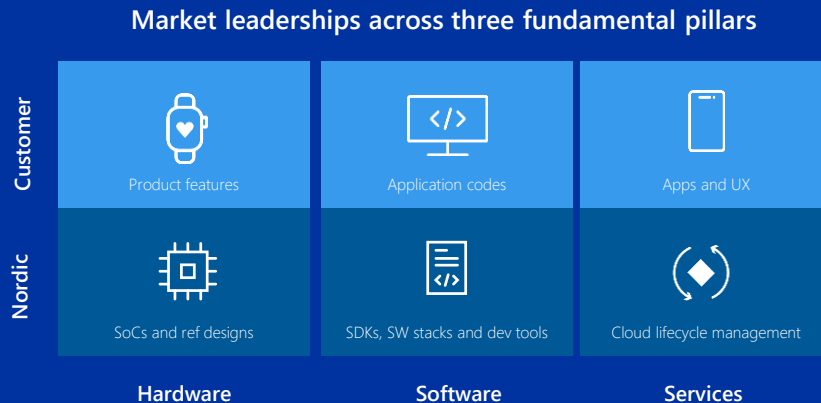 Market leaderships across three fundamental pillars
Customer
</>
Product features
Application codes
Apps and UX
Nordic
</>
SoCs and ref designs
SDKs, SW stacks and dev tools
Cloud lifecycle management
Hardware
Software
Services